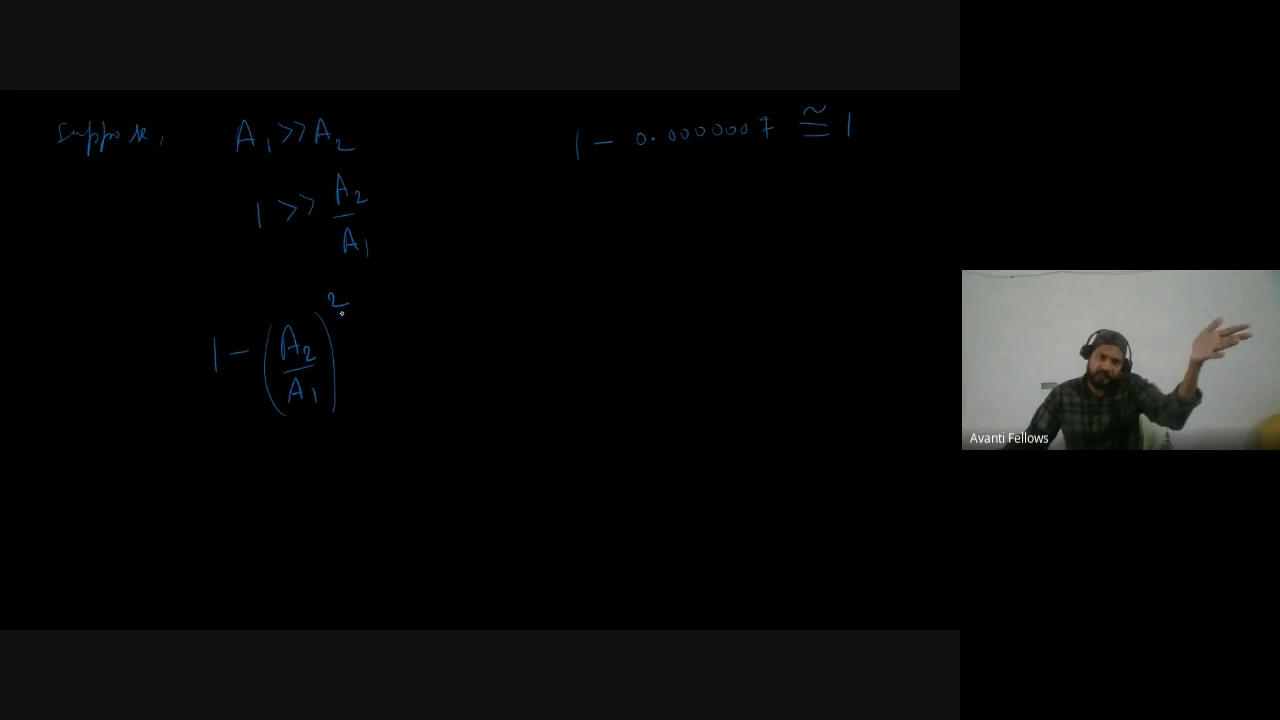 Suppose, A₁ >> A₂
1 - 0.0000007 ≅ 1
1 >> A₂/A₁
1 - (A₂/A₁)²
Avanti Fellows